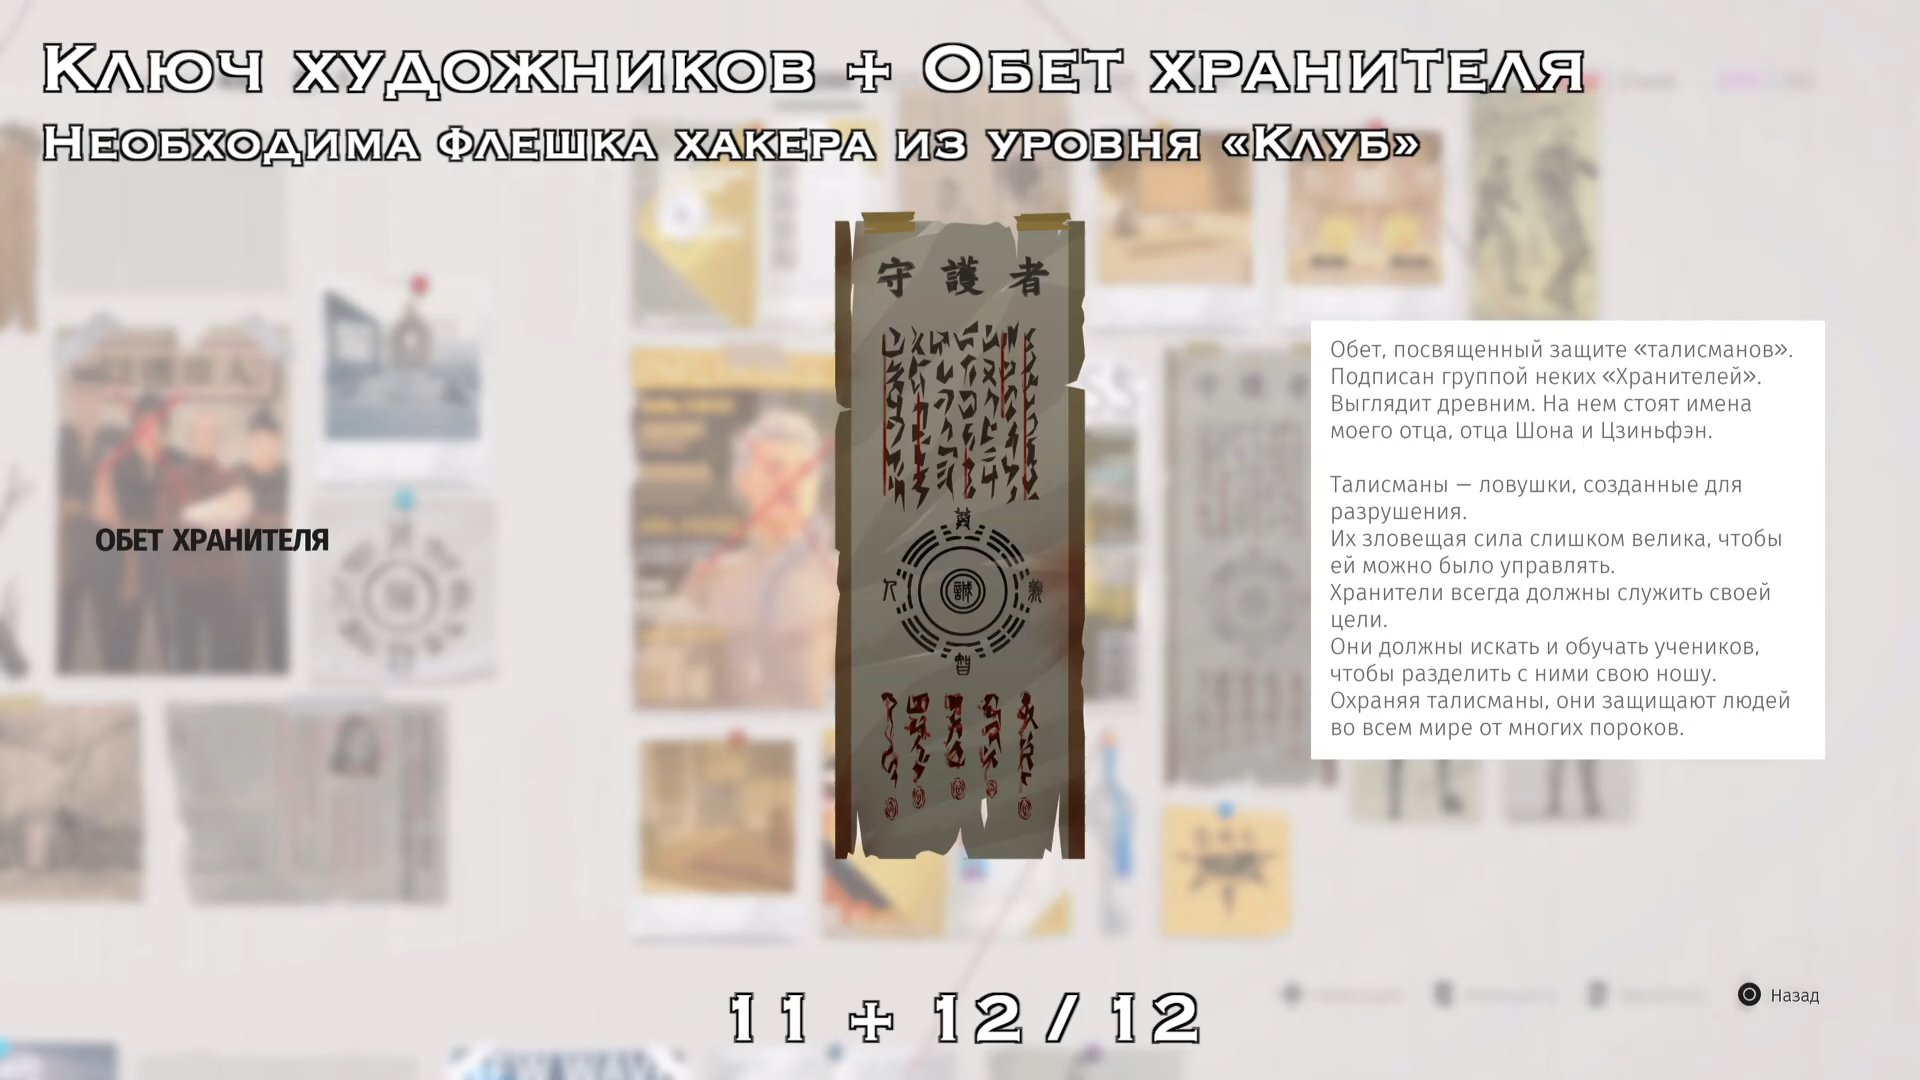 Ключ художников + Обет хранителя
Необходима флешка хакера из уровня «Клуб»
守 護 者
ОБЕТ ХРАНИТЕЛЯ
Обет, посвященный защите «талисманов».
Подписан группой неких «Хранителей».
Выглядит древним. На нем стоят имена
моего отца, отца Шона и Цзиньфэн.
Талисманы — ловушки, созданные для
разрушения.
Их зловещая сила слишком велика, чтобы
ей можно было управлять.
Хранители всегда должны служить своей
цели.
Они должны искать и обучать учеников,
чтобы разделить с ними свою ношу.
Охраняя талисманы, они защищают людей
во всем мире от многих пороков.
11 + 12 / 12
Назад